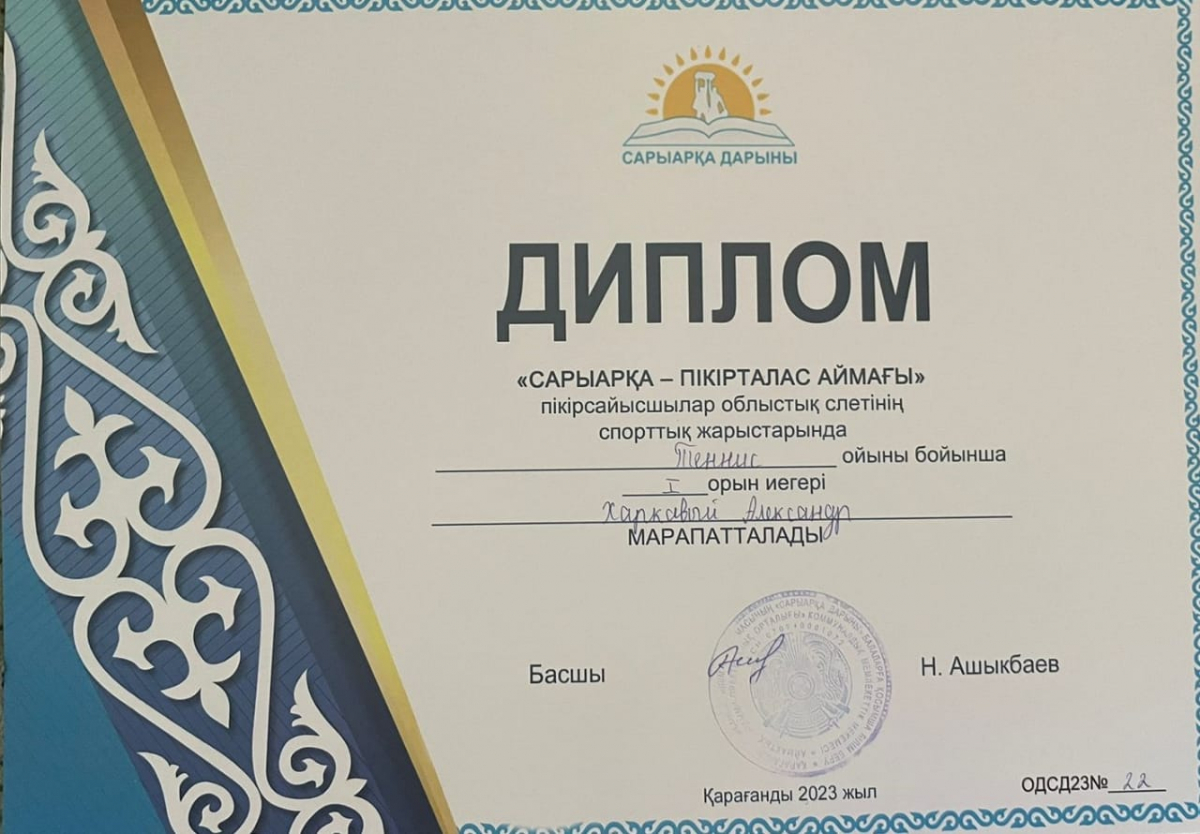 САРЫАРҚА ДАРЫНЫ
ДИПЛОМ
«САРЫАРҚА – ПІКІРТАЛАС АЙМАҒЫ»
пікірсайысшылар облыстық слетінің
спорттық жарыстарында
Теннис ойыны бойынша
I орын иегері
Харкавый Александр
МАРАПАТТАЛАДЫ
Басшы
Н. Ашыкбаев
Қарағанды 2023 жыл
ОДСД23№ 22